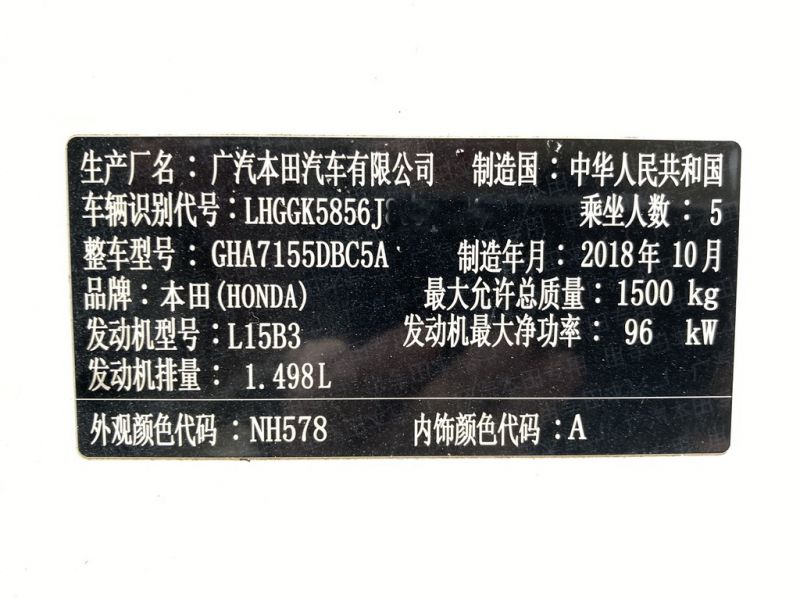 生产厂名：广汽本田汽车有限公司 制造国：中华人民共和国
车辆识别代号：LHGGK5856J 乘坐人数：5
整车型号：GHA7155DBC5A 制造年月：2018年10月
品牌：本田(HONDA) 最大允许总质量：1500 kg
发动机型号：L15B3 发动机最大净功率：96 kW
发动机排量：1.498L
外观颜色代码：NH578 内饰颜色代码：A